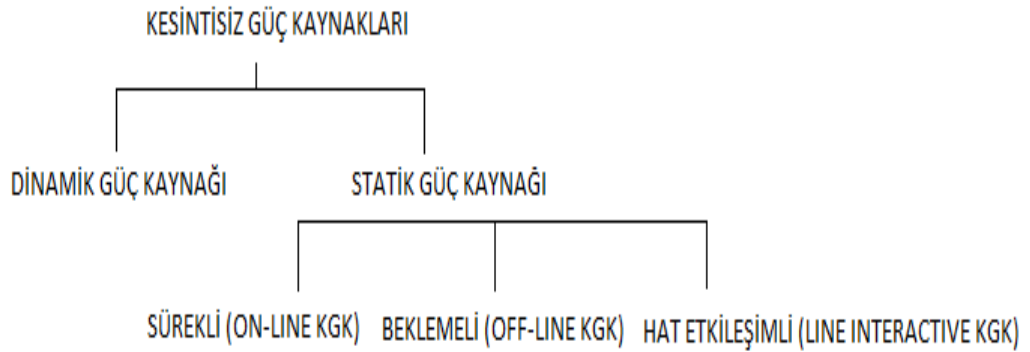 KESİNTİSİZ GÜÇ KAYNAKLARI
DİNAMİK GÜÇ KAYNAĞI
STATİK GÜÇ KAYNAĞI
SÜREKLİ (ON-LINE KGK)
BEKLEMELİ (OFF-LINE KGK)
HAT ETKİLEŞİMLİ (LINE INTERACTIVE KGK)